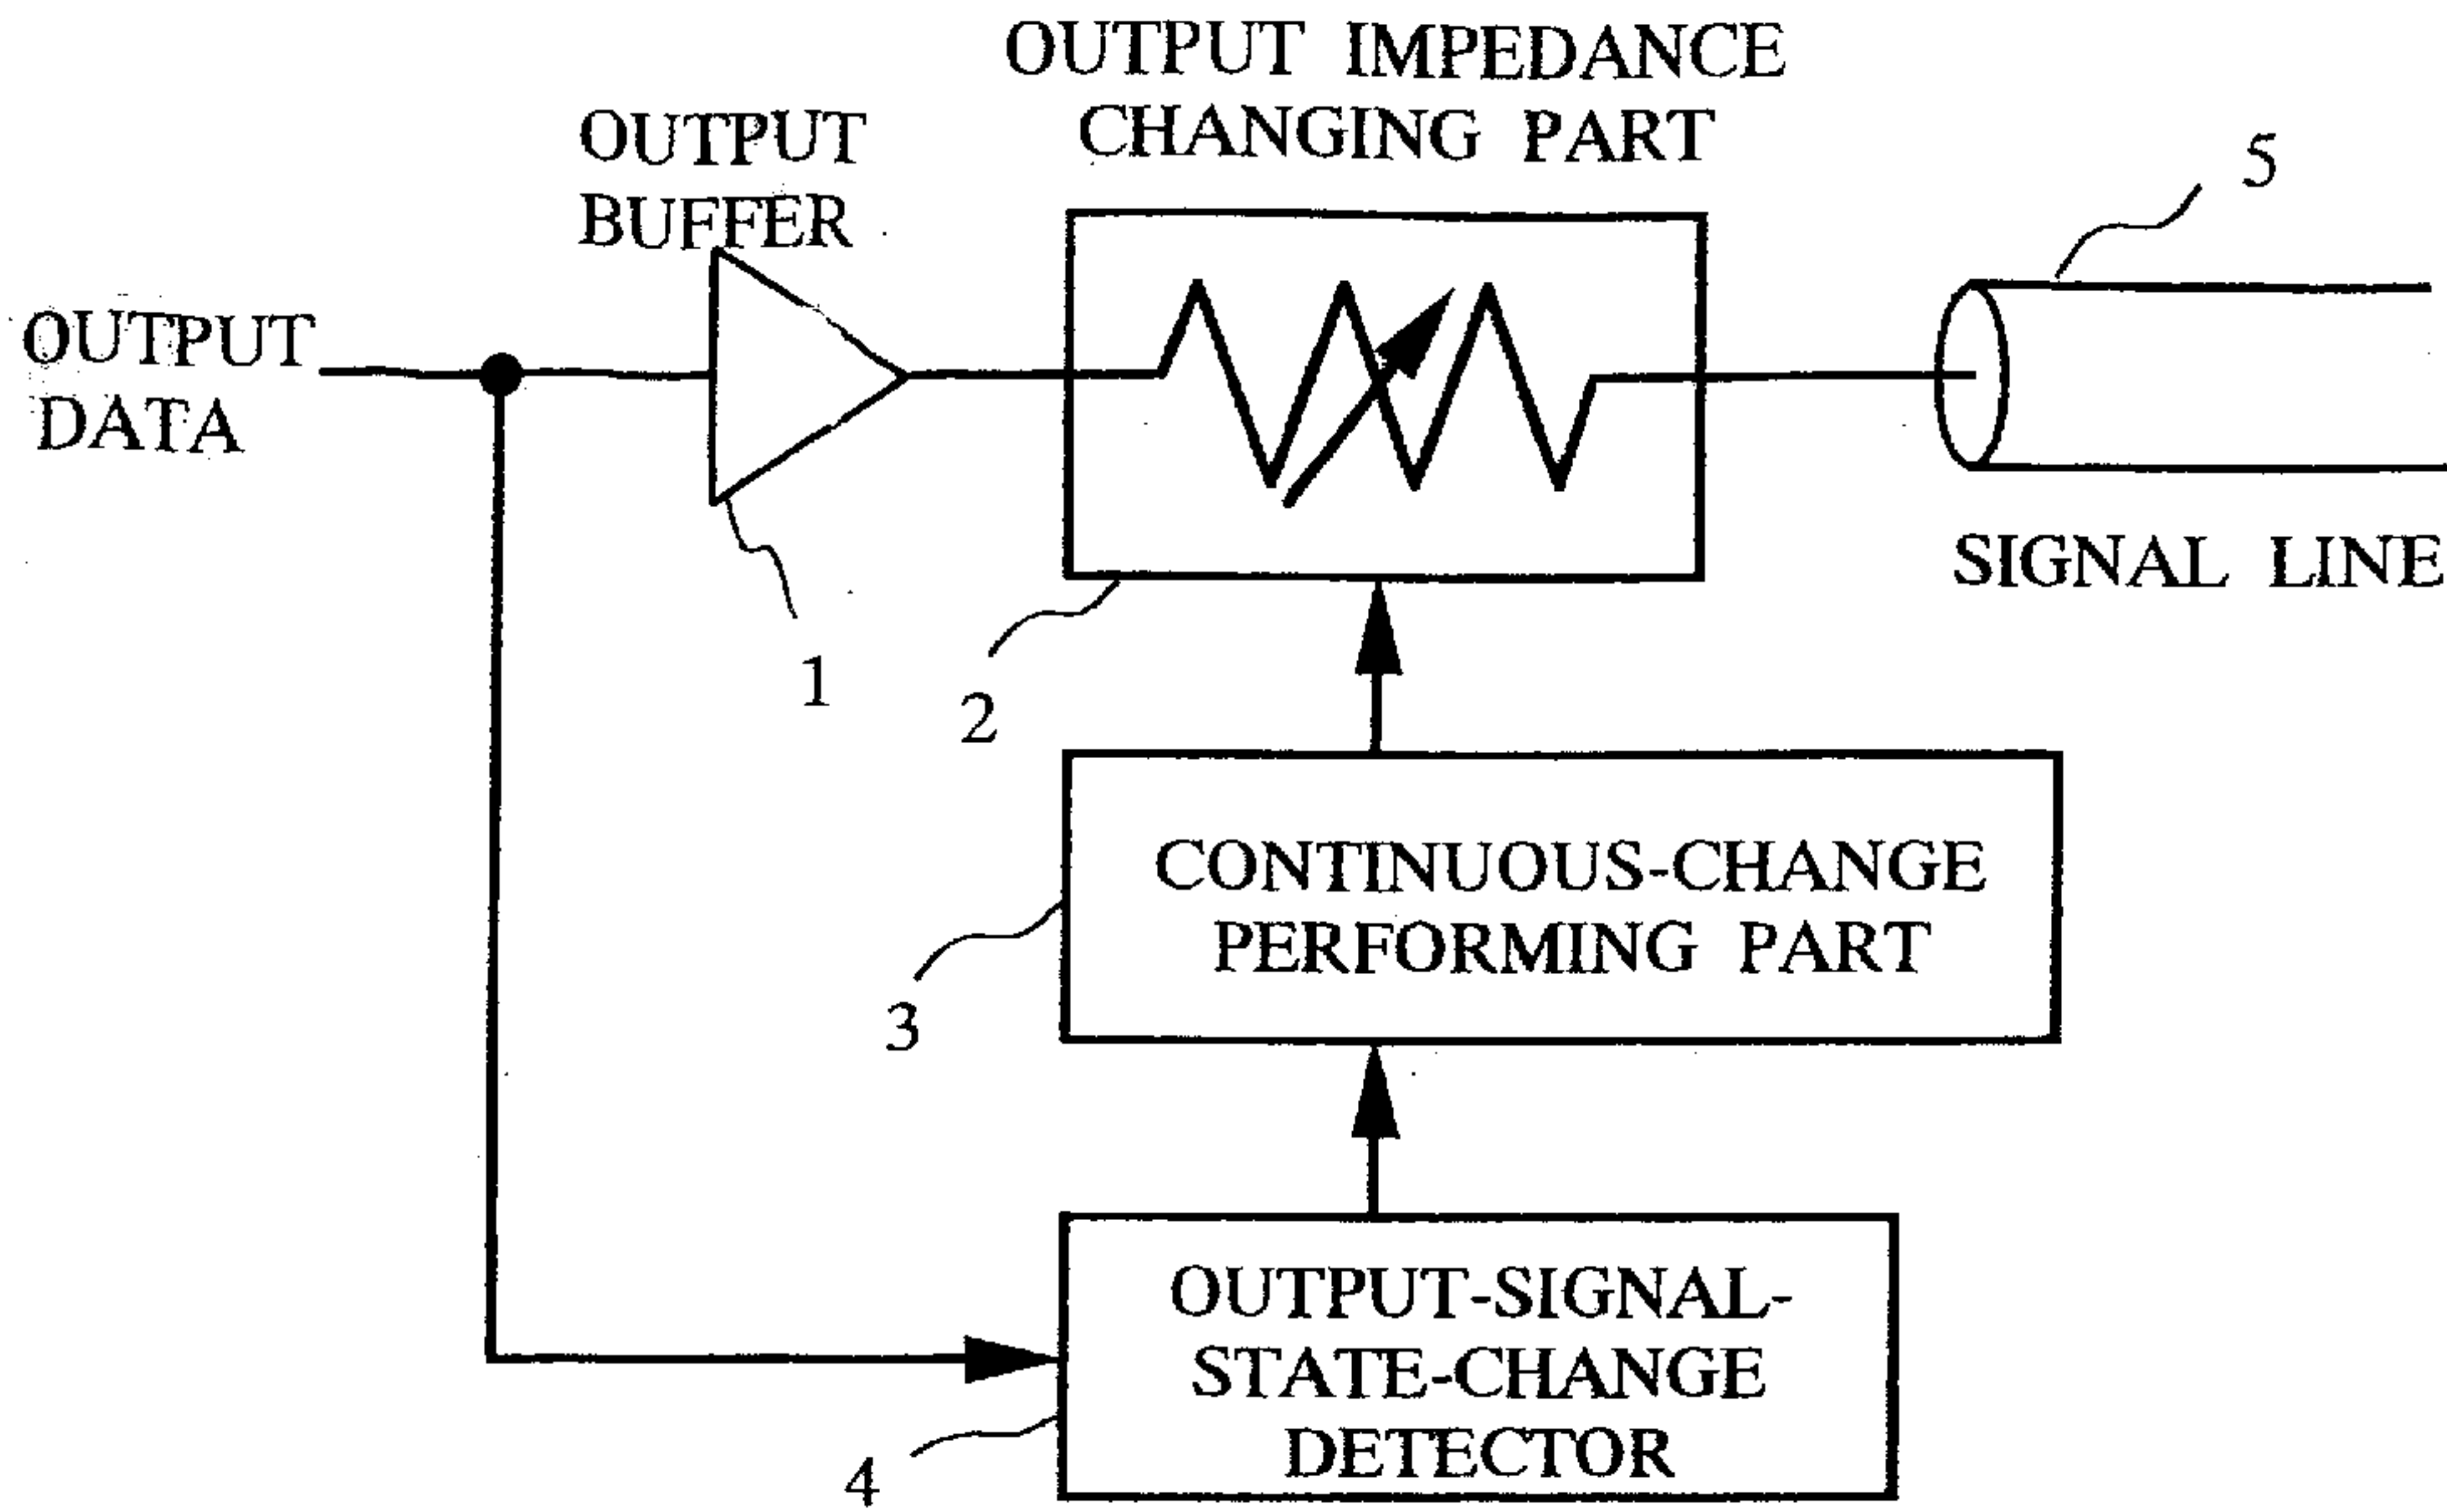 OUTPUT IMPEDANCE
CHANGING PART
OUTPUT
BUFFER
5
OUTPUT
DATA
SIGNAL LINE
1
2
CONTINUOUS-CHANGE
PERFORMING PART
3
OUTPUT-SIGNAL-
STATE-CHANGE
DETECTOR
4